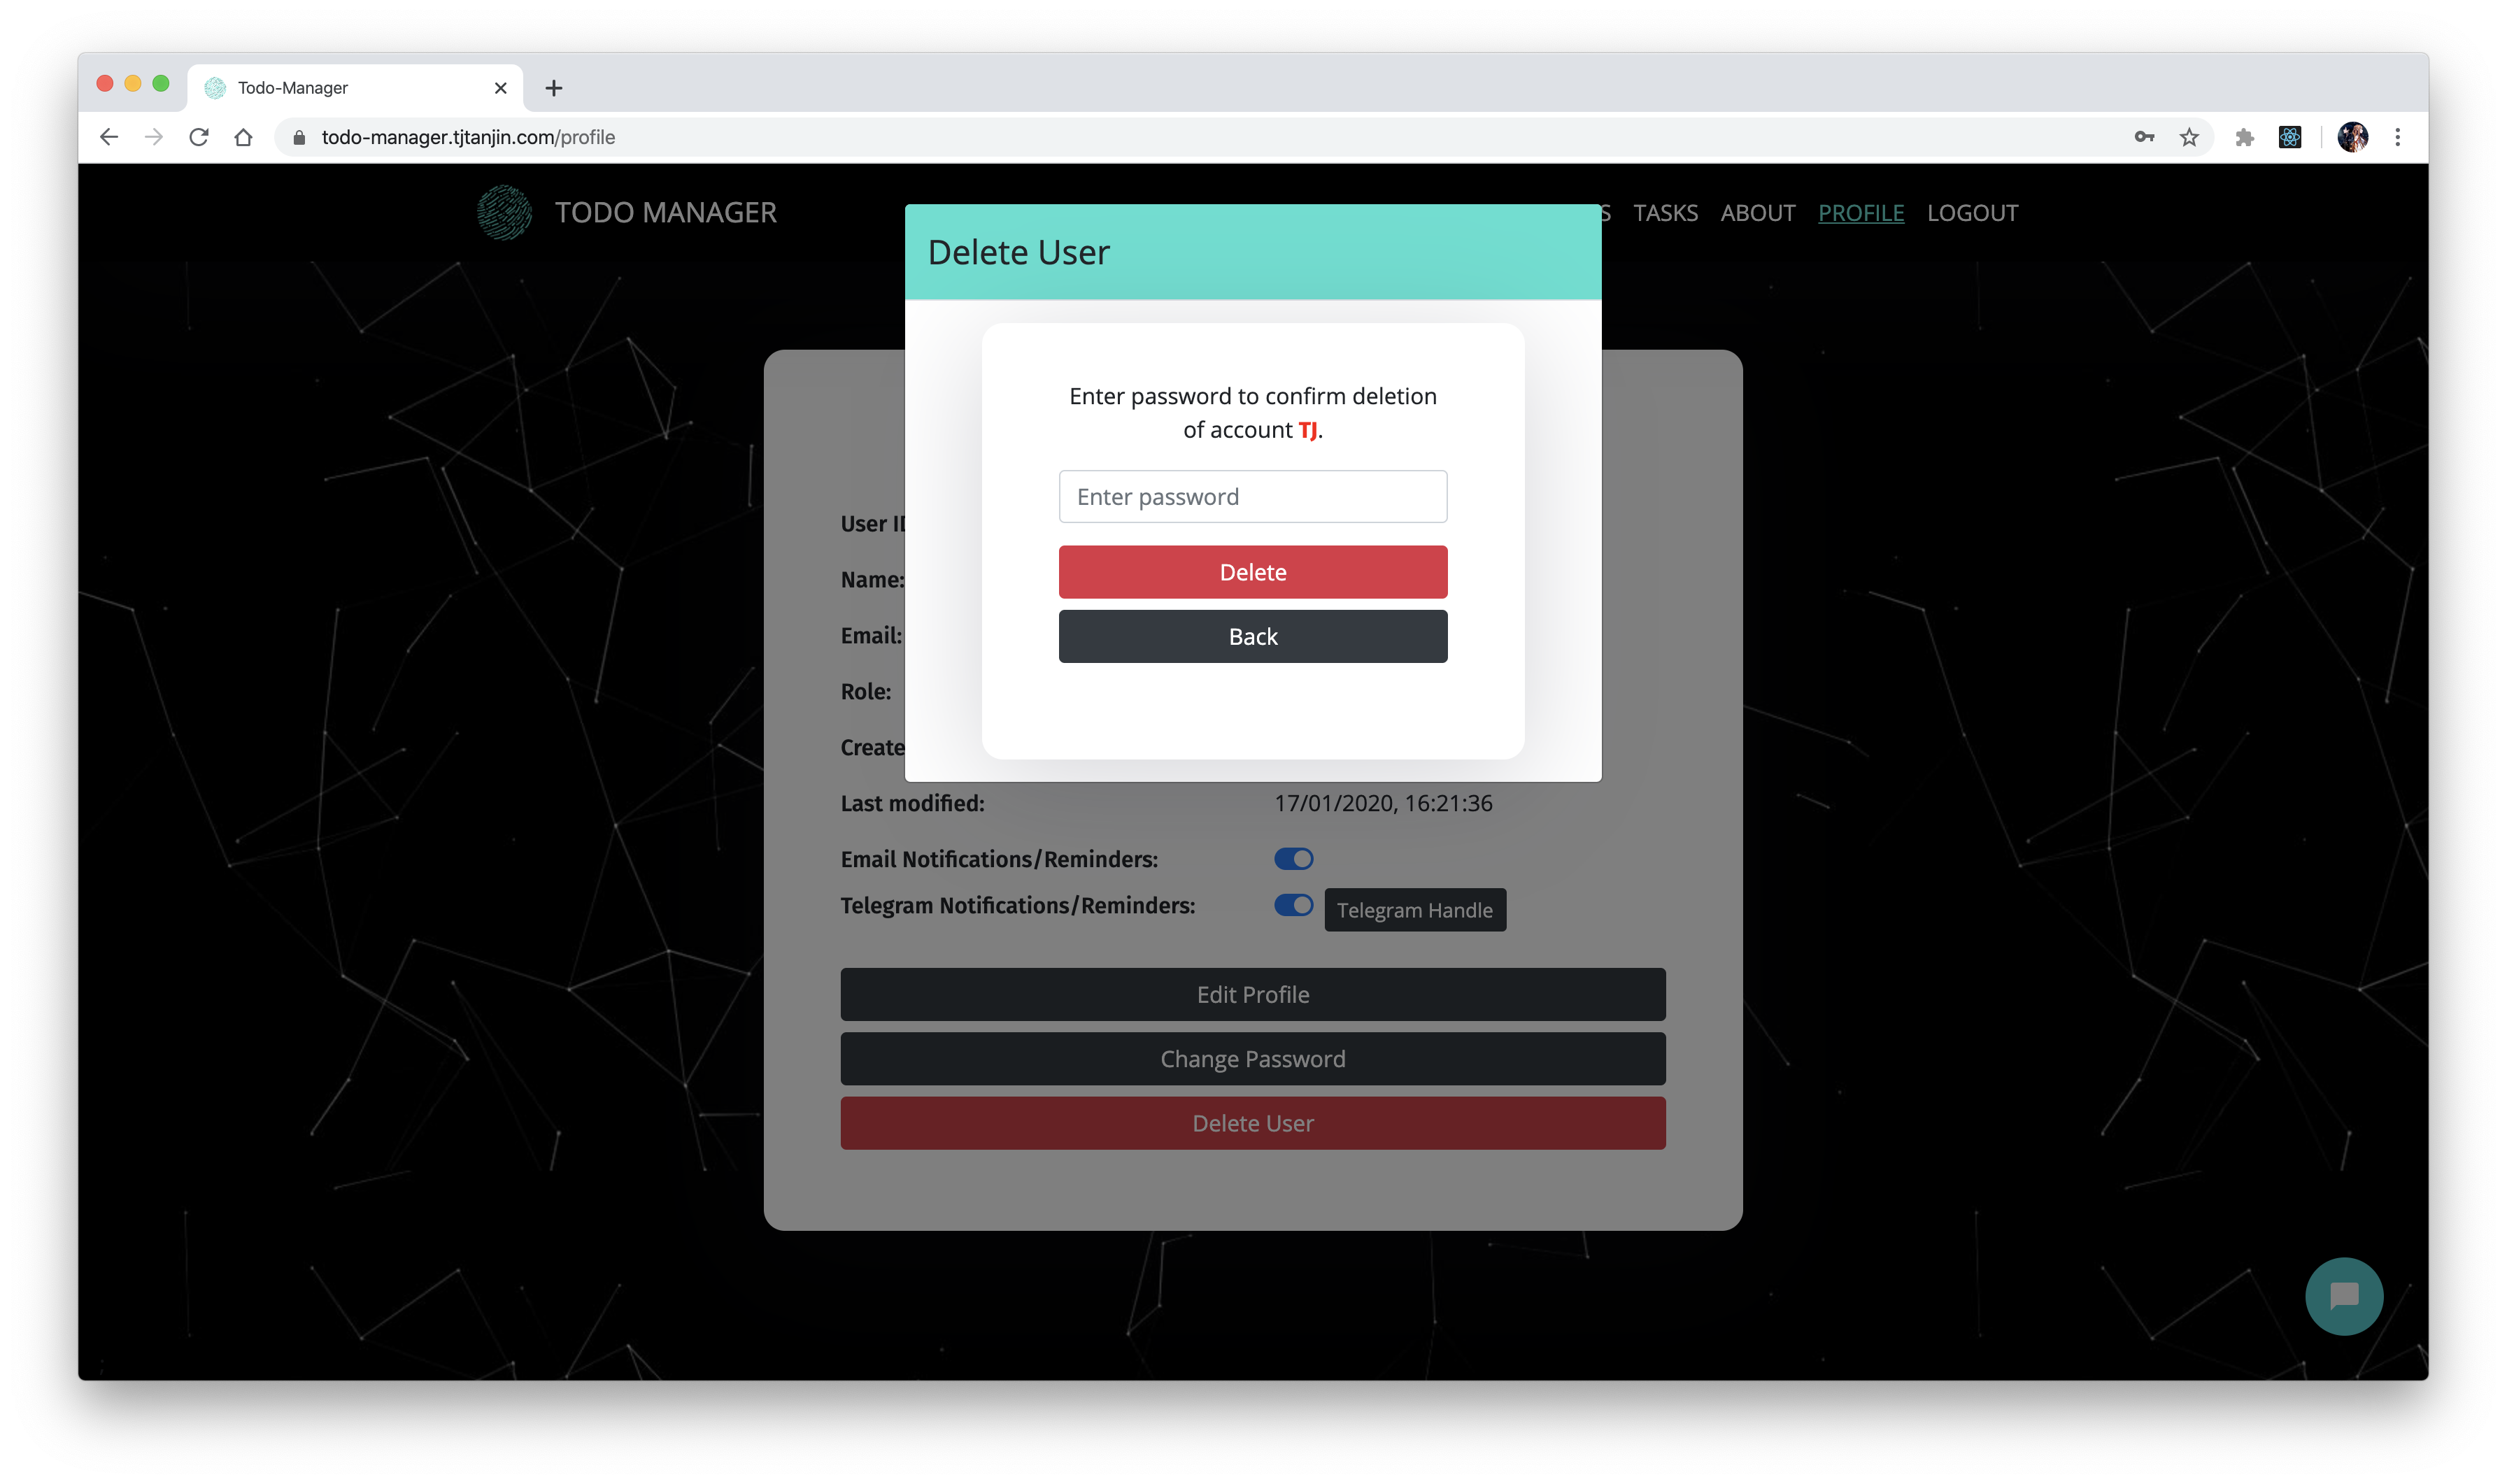 Todo-Manager
todo-manager.tjtanjin.com/profile
TODO MANAGER
S TASKS ABOUT PROFILE LOGOUT
Delete User
Enter password to confirm deletion
of account TJ.
Enter password
Delete
Back
User ID
Name:
Email:
Role:
Create
Last modified: 17/01/2020, 16:21:36
Email Notifications/Reminders:
Telegram Notifications/Reminders: Telegram Handle
Edit Profile
Change Password
Delete User